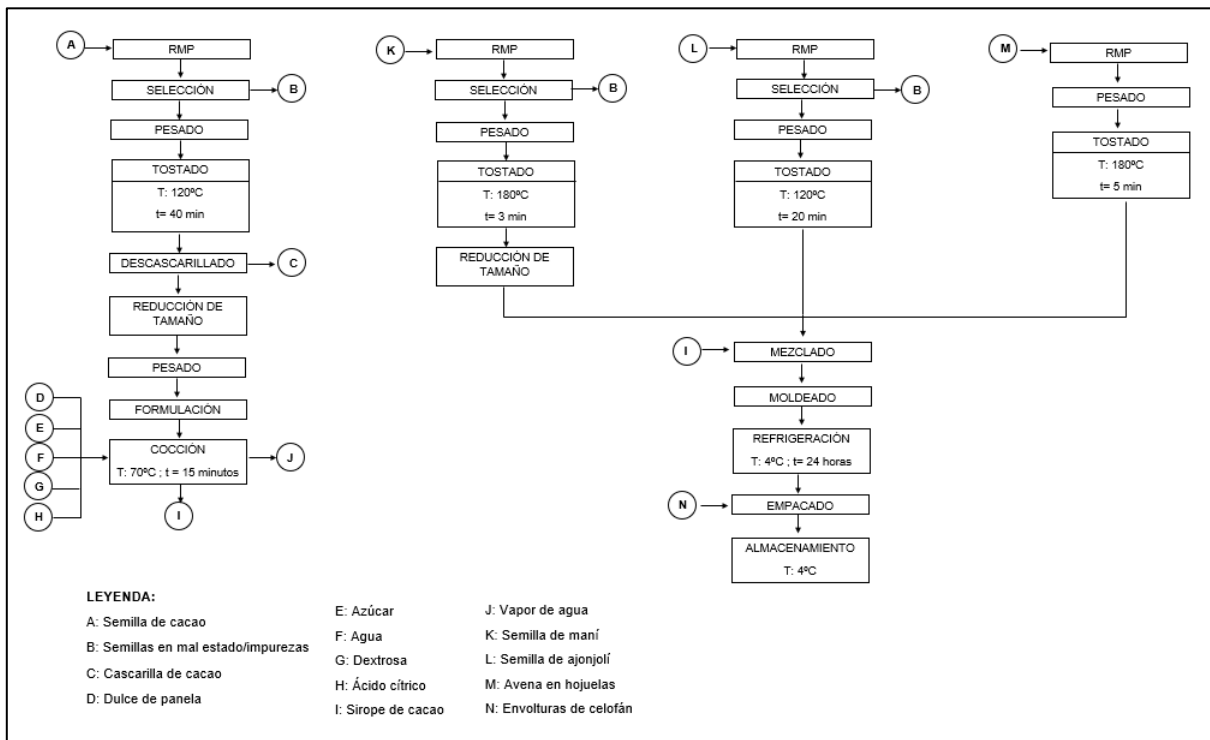 A
RMP
SELECCIÓN
B
PESADO
TOSTADO
T: 120ºC
t= 40 min
DESCASCARILLADO
C
REDUCCIÓN DE
TAMAÑO
PESADO
FORMULACIÓN
D
E
F
G
H
COCCIÓN
T: 70ºC ; t = 15 minutos
J
I
K
RMP
SELECCIÓN
B
PESADO
TOSTADO
T: 180ºC
t= 3 min
REDUCCIÓN DE
TAMAÑO
L
RMP
SELECCIÓN
B
PESADO
TOSTADO
T: 120ºC
t= 20 min
M
RMP
PESADO
TOSTADO
T: 180ºC
t= 5 min
I
MEZCLADO
MOLDEADO
REFRIGERACIÓN
T: 4ºC ; t= 24 horas
N
EMPACADO
ALMACENAMIENTO
T: 4ºC
LEYENDA:
A: Semilla de cacao
B: Semillas en mal estado/impurezas
C: Cascarilla de cacao
D: Dulce de panela
E: Azúcar
F: Agua
G: Dextrosa
H: Ácido cítrico
I: Sirope de cacao
J: Vapor de agua
K: Semilla de maní
L: Semilla de ajonjolí
M: Avena en hojuelas
N: Envolturas de celofán